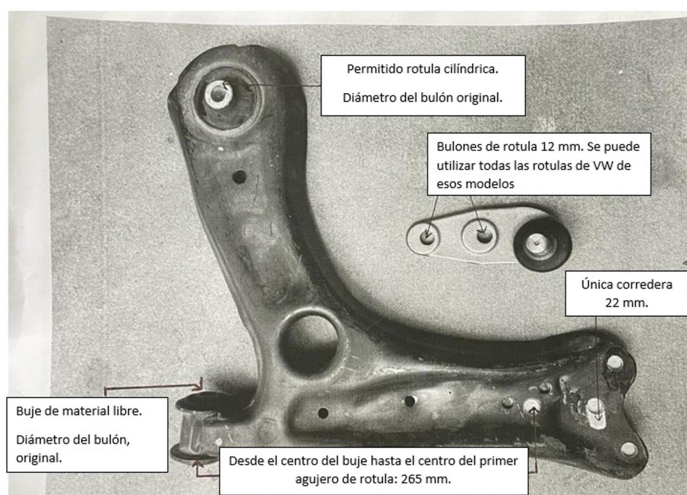 Permitido rotula cilíndrica.
Diámetro del bulón original.
Bulones de rotula 12 mm. Se puede
utilizar todas las rotulas de VW de
esos modelos
Única corredera
22 mm.
Buje de material libre.
Diámetro del bulón,
original.
Desde el centro del buje hasta el centro del primer
agujero de rotula: 265 mm.